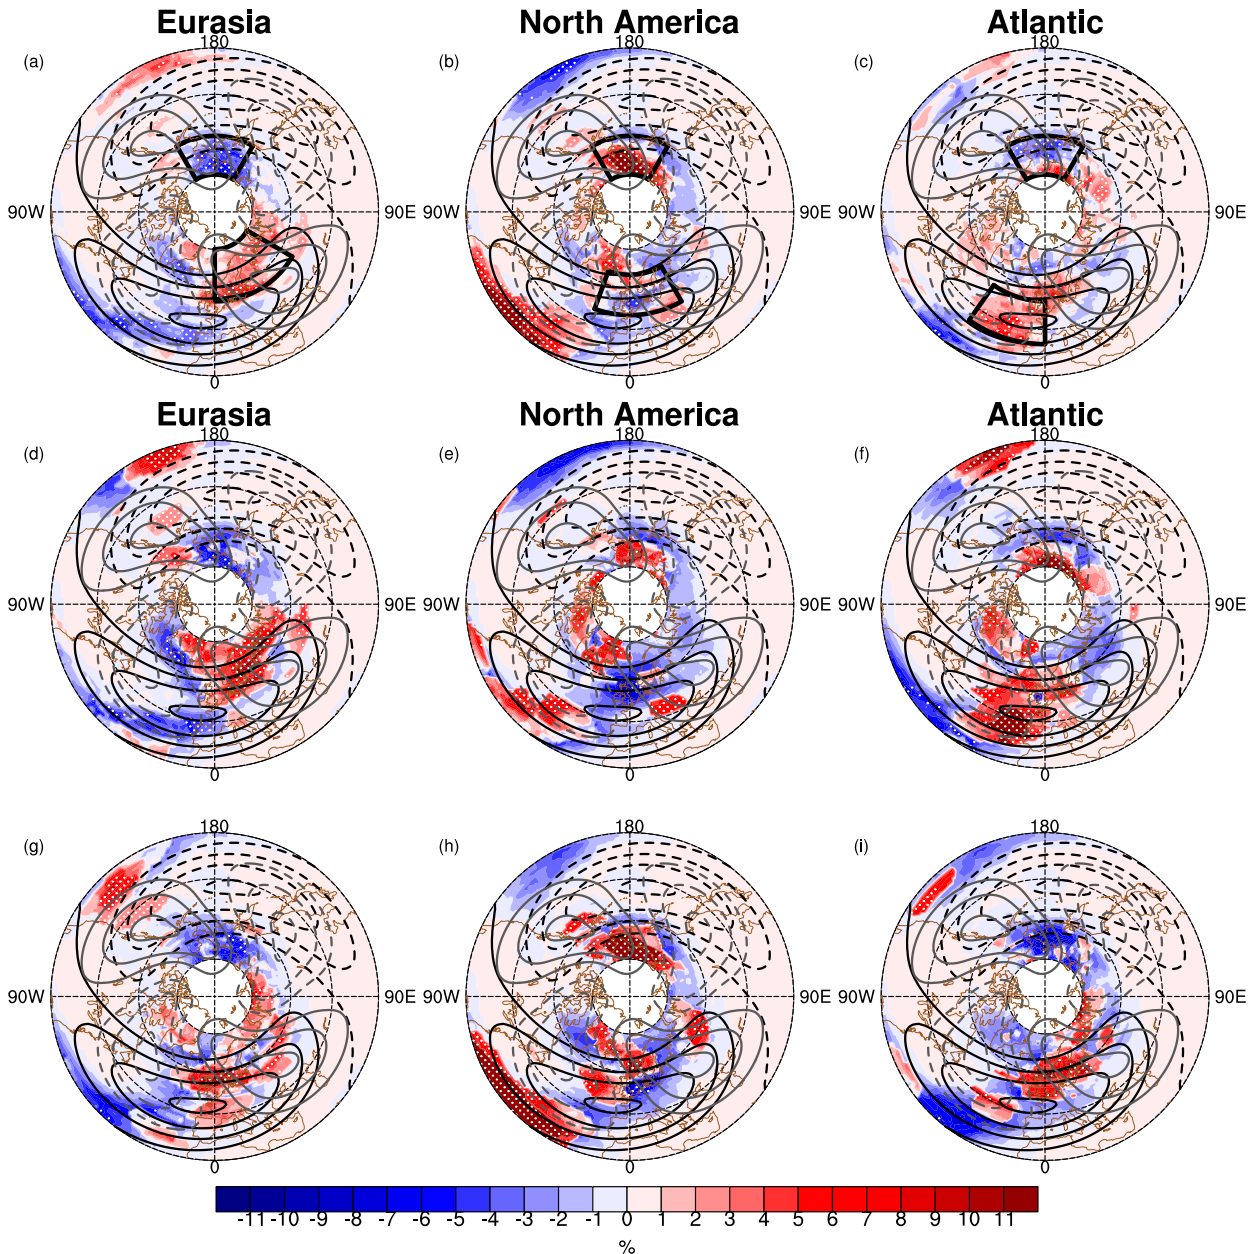 Eurasia North America Atlantic
(a) 180 (b) 180 (c) 180
90W 90E 90W 90E 90W 90E
0 0 0
Eurasia North America Atlantic
(d) 180 (e) 180 (f) 180
90W 90E 90W 90E 90W 90E
0 0 0
(g) 180 (h) 180 (i) 180
90W 90E 90W 90E 90W 90E
0 0 0
-11 -10 -9 -8 -7 -6 -5 -4 -3 -2 -1 0 1 2 3 4 5 6 7 8 9 10 11
%